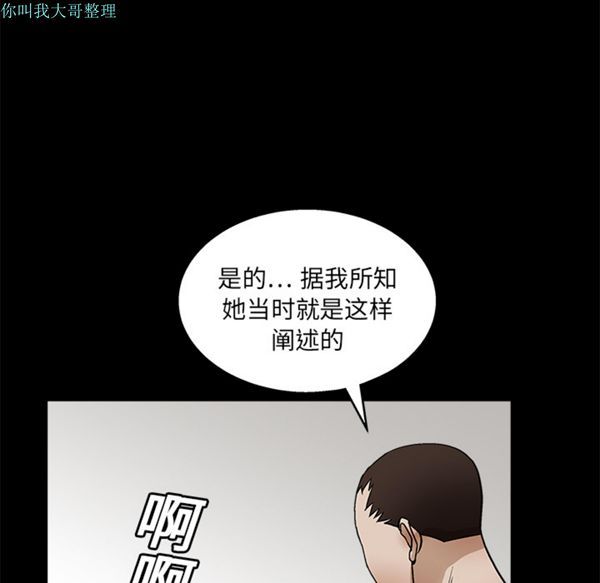 你叫我大哥整理
是的... 据我所知
她当时就是这样
阐述的
啊
啊